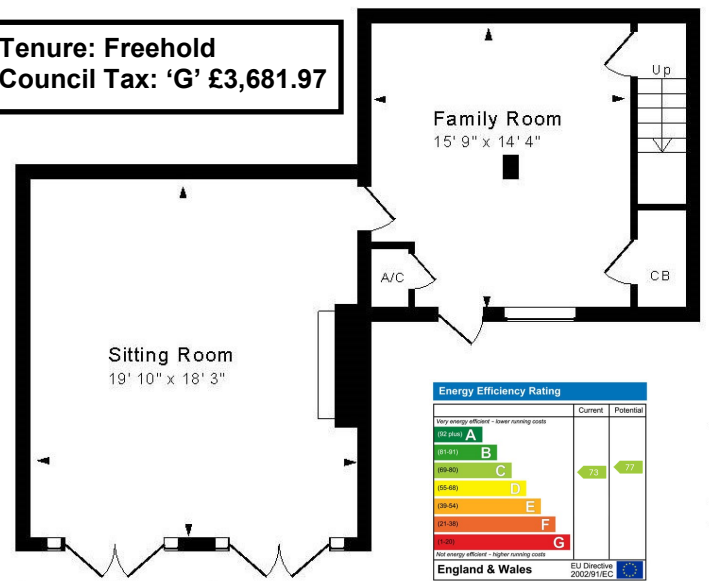 Tenure: Freehold
Council Tax: ‘G’ £3,681.97
Up
Family Room
15' 9" x 14' 4"
A/C
CB
Sitting Room
19' 10" x 18' 3"
Energy Efficiency Rating
Current Potential
Very energy efficient - lower running costs
(92 plus) A
(81-91) B
(69-80) C
73
77
(55-68) D
(39-54) E
(21-38) F
(1-20) G
Not energy efficient - higher running costs
England & Wales
EU Directive
2002/91/EC